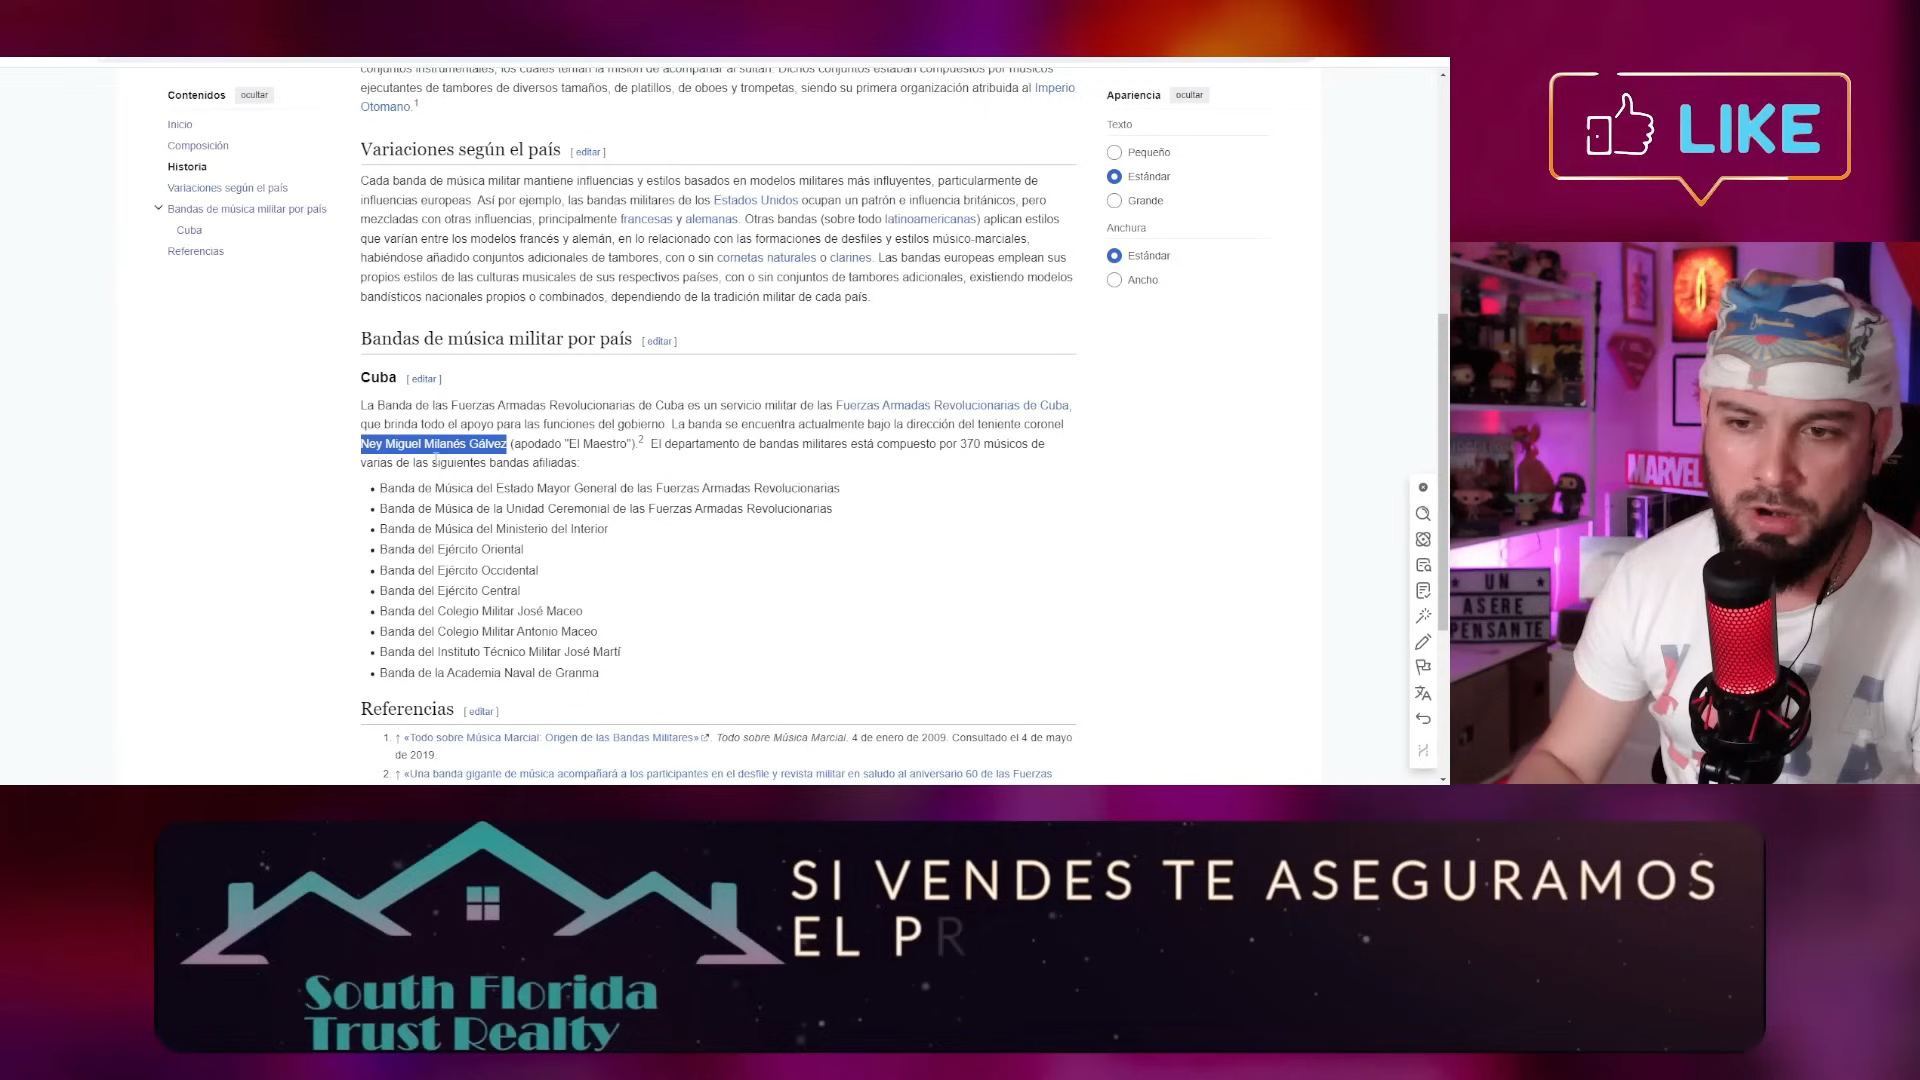 conjuntos instrumentales, los cuales tenían la misión de acompañar al sultán. Dichos conjuntos estaban compuestos por músicos
ejecutantes de tambores de diversos tamaños, de platillos, de oboes y trompetas, siendo su primera organización atribuida al Imperio
Otomano.1
Contenidos ocultar
Inicio
Composición
Historia
Variaciones según el país
Bandas de música militar por país
Cuba
Referencias
Variaciones según el país [ editar ]
Cada banda de música militar mantiene influencias y estilos basados en modelos militares más influyentes, particularmente de
influencias europeas. Así por ejemplo, las bandas militares de los Estados Unidos ocupan un patrón e influencia británicos, pero
mezcladas con otras influencias, principalmente francesas y alemanas. Otras bandas (sobre todo latinoamericanas) aplican estilos
que varían entre los modelos francés y alemán, en lo relacionado con las formaciones de desfiles y estilos músico-marciales,
habiéndose añadido conjuntos adicionales de tambores, con o sin cornetas naturales o clarines. Las bandas europeas emplean sus
propios estilos de las culturas musicales de sus respectivos países, con o sin conjuntos de tambores adicionales, existiendo modelos
bandísticos nacionales propios o combinados, dependiendo de la tradición militar de cada país.
Bandas de música militar por país [ editar ]
Cuba [ editar ]
La Banda de las Fuerzas Armadas Revolucionarias de Cuba es un servicio militar de las Fuerzas Armadas Revolucionarias de Cuba,
que brinda todo el apoyo para las funciones del gobierno. La banda se encuentra actualmente bajo la dirección del teniente coronel
Ney Miguel Milanés Gálvez (apodado "El Maestro").2 El departamento de bandas militares está compuesto por 370 músicos de
varias de las siguientes bandas afiliadas:
• Banda de Música del Estado Mayor General de las Fuerzas Armadas Revolucionarias
• Banda de Música de la Unidad Ceremonial de las Fuerzas Armadas Revolucionarias
• Banda de Música del Ministerio del Interior
• Banda del Ejército Oriental
• Banda del Ejército Occidental
• Banda del Ejército Central
• Banda del Colegio Militar José Maceo
• Banda del Colegio Militar Antonio Maceo
• Banda del Instituto Técnico Militar José Martí
• Banda de la Academia Naval de Granma
Referencias [ editar ]
1. ↑ «Todo sobre Música Marcial: Origen de las Bandas Militares». Todo sobre Música Marcial. 4 de enero de 2009. Consultado el 4 de mayo
de 2019.
2. ↑ «Una banda gigante de música acompañará a los participantes en el desfile y revista militar en saludo al aniversario 60 de las Fuerzas
Apariencia ocultar
Texto
Pequeño
Estándar
Grande
Anchura
Estándar
Ancho
LIKE
MARVEL
UN
ASERE
PENSANTE
South Florida
Trust Realty
SI VENDES TE ASEGURAMOS
EL PR